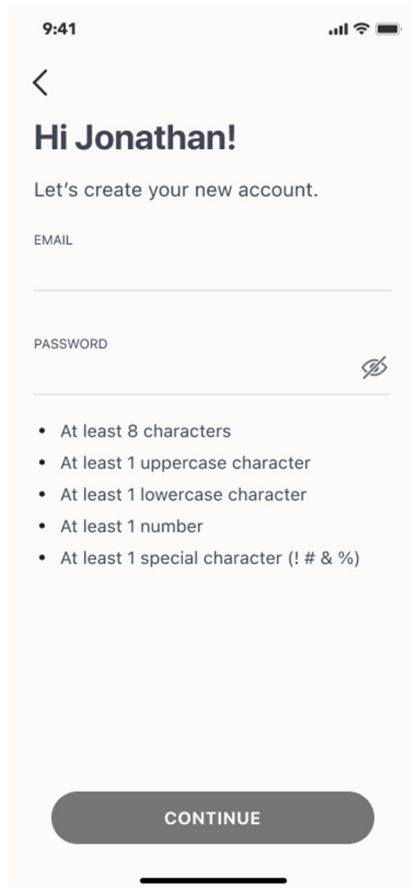 9:41
Hi Jonathan!
Let's create your new account.
EMAIL
PASSWORD
• At least 8 characters
• At least 1 uppercase character
• At least 1 lowercase character
• At least 1 number
• At least 1 special character (! # & %)
CONTINUE